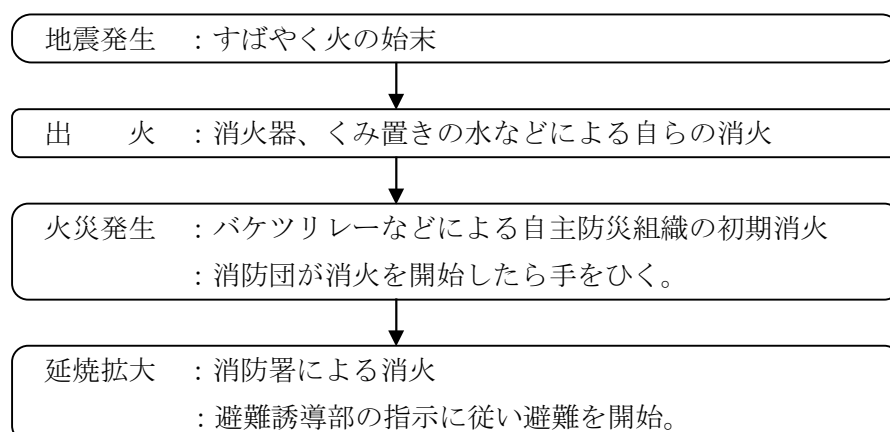 地震発生　：すばやく火の始末
出　　火　：消火器、くみ置きの水などによる自らの消火
火災発生　：バケツリレーなどによる自主防災組織の初期消火
：消防団が消火を開始したら手をひく。
延焼拡大　：消防署による消火
：避難誘導部の指示に従い避難を開始。